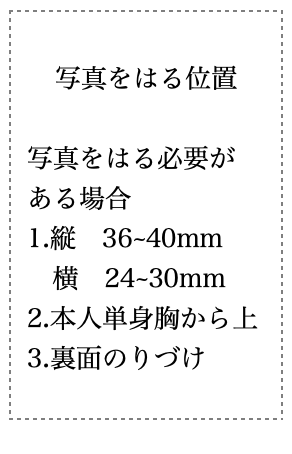 写真をはる位置
写真をはる必要が
ある場合
1.縦　36~40mm
横　24~30mm
2.本人単身胸から上
3.裏面のりづけ